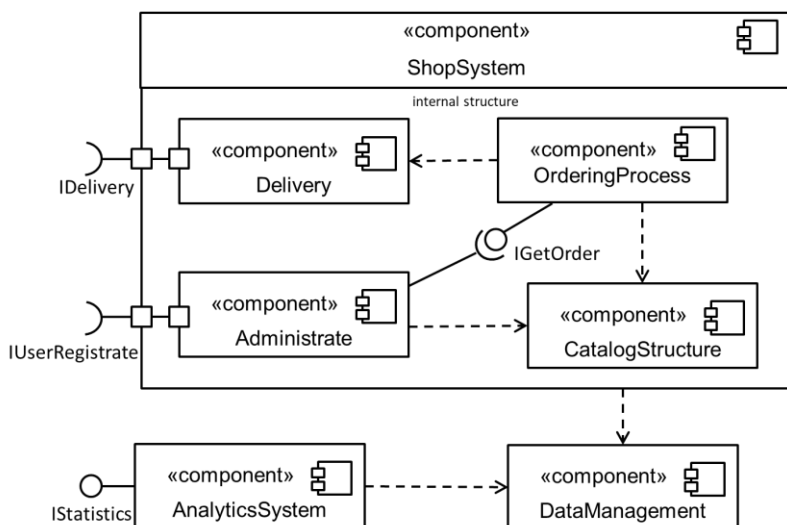 «component»
ShopSystem
internal structure
«component»
Delivery
«component»
OrderingProcess
IDelivery
IGetOrder
«component»
Administrate
«component»
CatalogStructure
IUserRegistrate
«component»
AnalyticsSystem
«component»
DataManagement
IStatistics